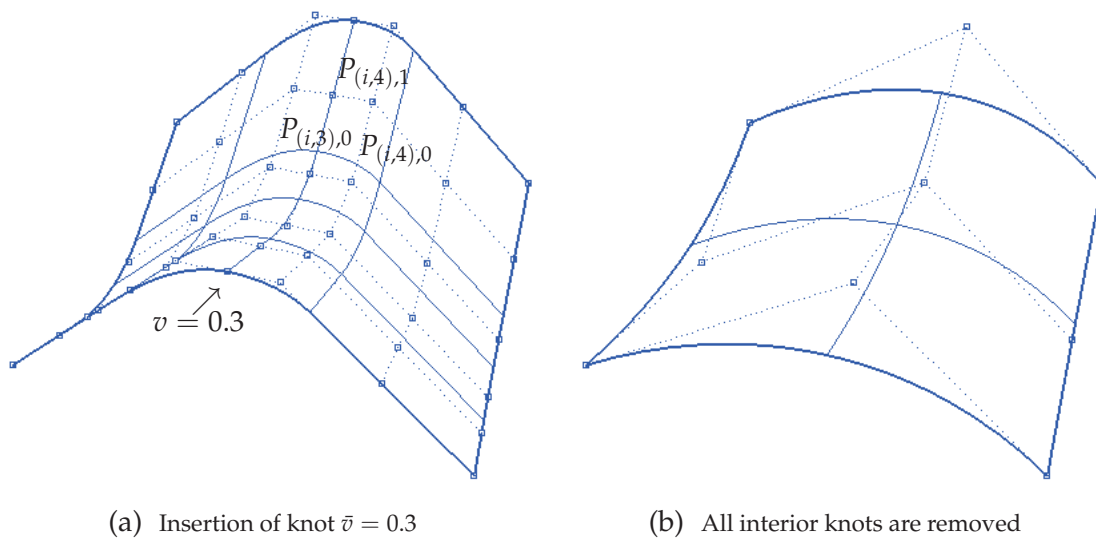 P(i,4),1
P(i,3),0
P(i,4),0
v = 0.3
(a) Insertion of knot v̄ = 0.3
(b) All interior knots are removed